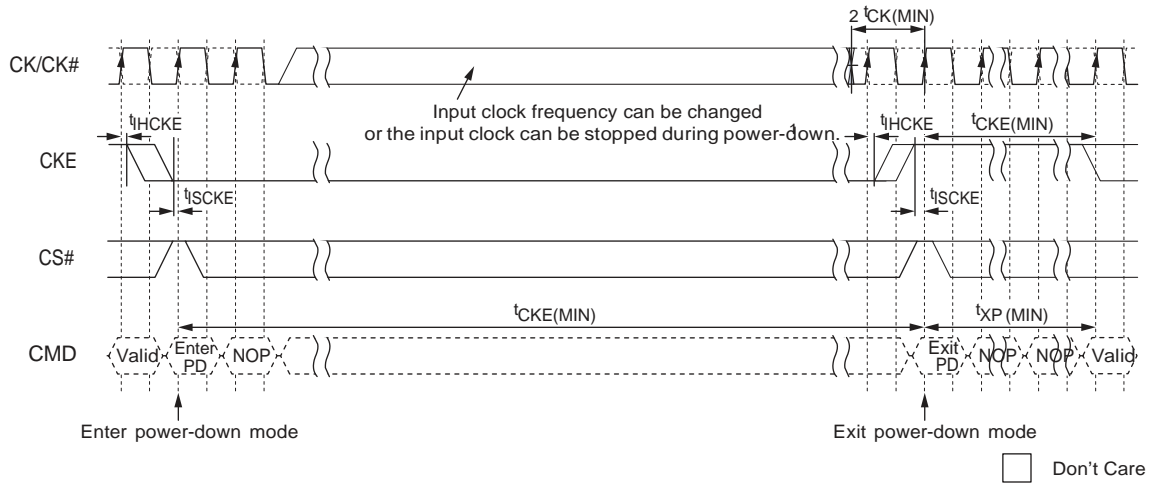 2 tCK(MIN)
CK/CK#
Input clock frequency can be changed
or the input clock can be stopped during power-down.1
tIHCKE
tIHCKE
tCKE(MIN)
CKE
tISCKE
tISCKE
CS#
tCKE(MIN)
tXP (MIN)
CMD
Valid
Enter
PD
NOP
Exit
PD
NOP
NOP
Valid
Enter power-down mode
Exit power-down mode
Don't Care